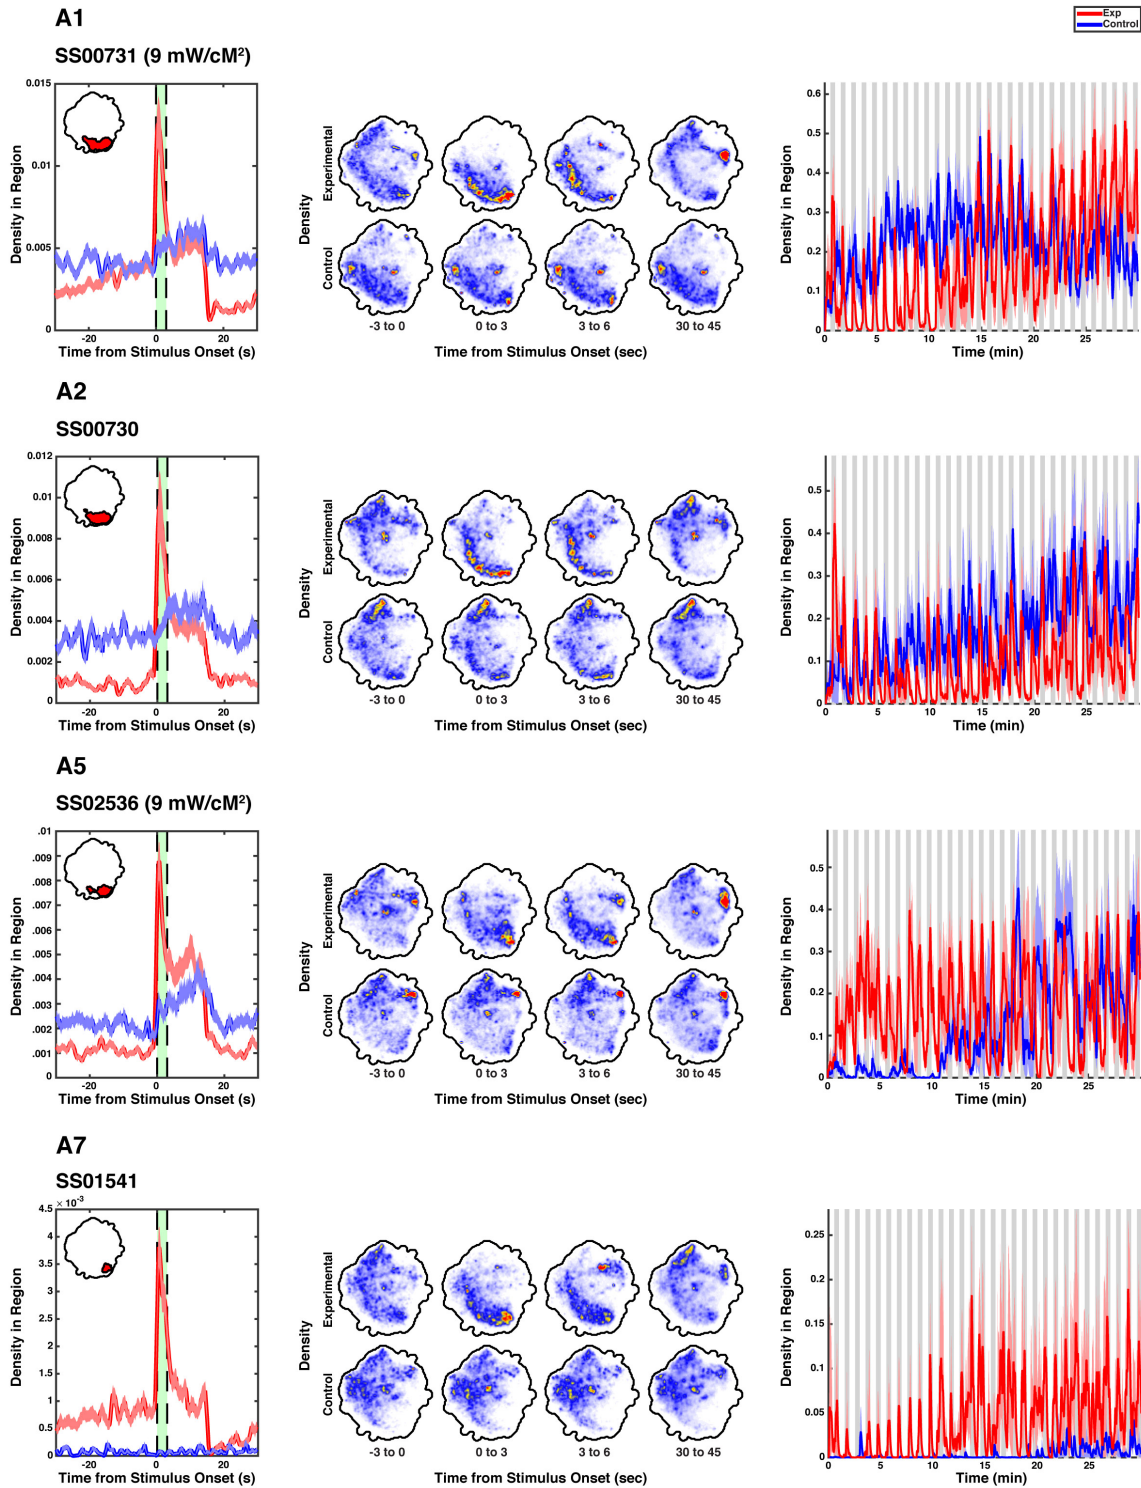 A1
Exp
Control
SS00731 (9 mW/cM²)
0.015
0.01
0.005
0
-20 0 20
Density in Region
Time from Stimulus Onset (s)
Density
Experimental
Control
-3 to 0 0 to 3 3 to 6 30 to 45
Time from Stimulus Onset (sec)
0.6
0.5
0.4
0.3
0.2
0.1
0
0 5 10 15 20 25
Density in Region
Time (min)
A2
SS00730
0.012
0.01
0.008
0.006
0.004
0.002
0
-20 0 20
Density in Region
Time from Stimulus Onset (s)
Density
Experimental
Control
-3 to 0 0 to 3 3 to 6 30 to 45
Time from Stimulus Onset (sec)
0.5
0.4
0.3
0.2
0.1
0
0 5 10 15 20 25
Density in Region
Time (min)
A5
SS02536 (9 mW/cM²)
.01
.009
.008
.007
.006
.005
.004
.003
.002
.001
0
-20 0 20
Density in Region
Time from Stimulus Onset (s)
Density
Experimental
Control
-3 to 0 0 to 3 3 to 6 30 to 45
Time from Stimulus Onset (sec)
0.5
0.4
0.3
0.2
0.1
0
0 5 10 15 20 25
Density in Region
Time (min)
A7
SS01541
4.5 × 10⁻³
4
3.5
3
2.5
2
1.5
1
0.5
0
-20 0 20
Density in Region
Time from Stimulus Onset (s)
Density
Experimental
Control
-3 to 0 0 to 3 3 to 6 30 to 45
Time from Stimulus Onset (sec)
0.25
0.2
0.15
0.1
0.05
0
0 5 10 15 20 25
Density in Region
Time (min)